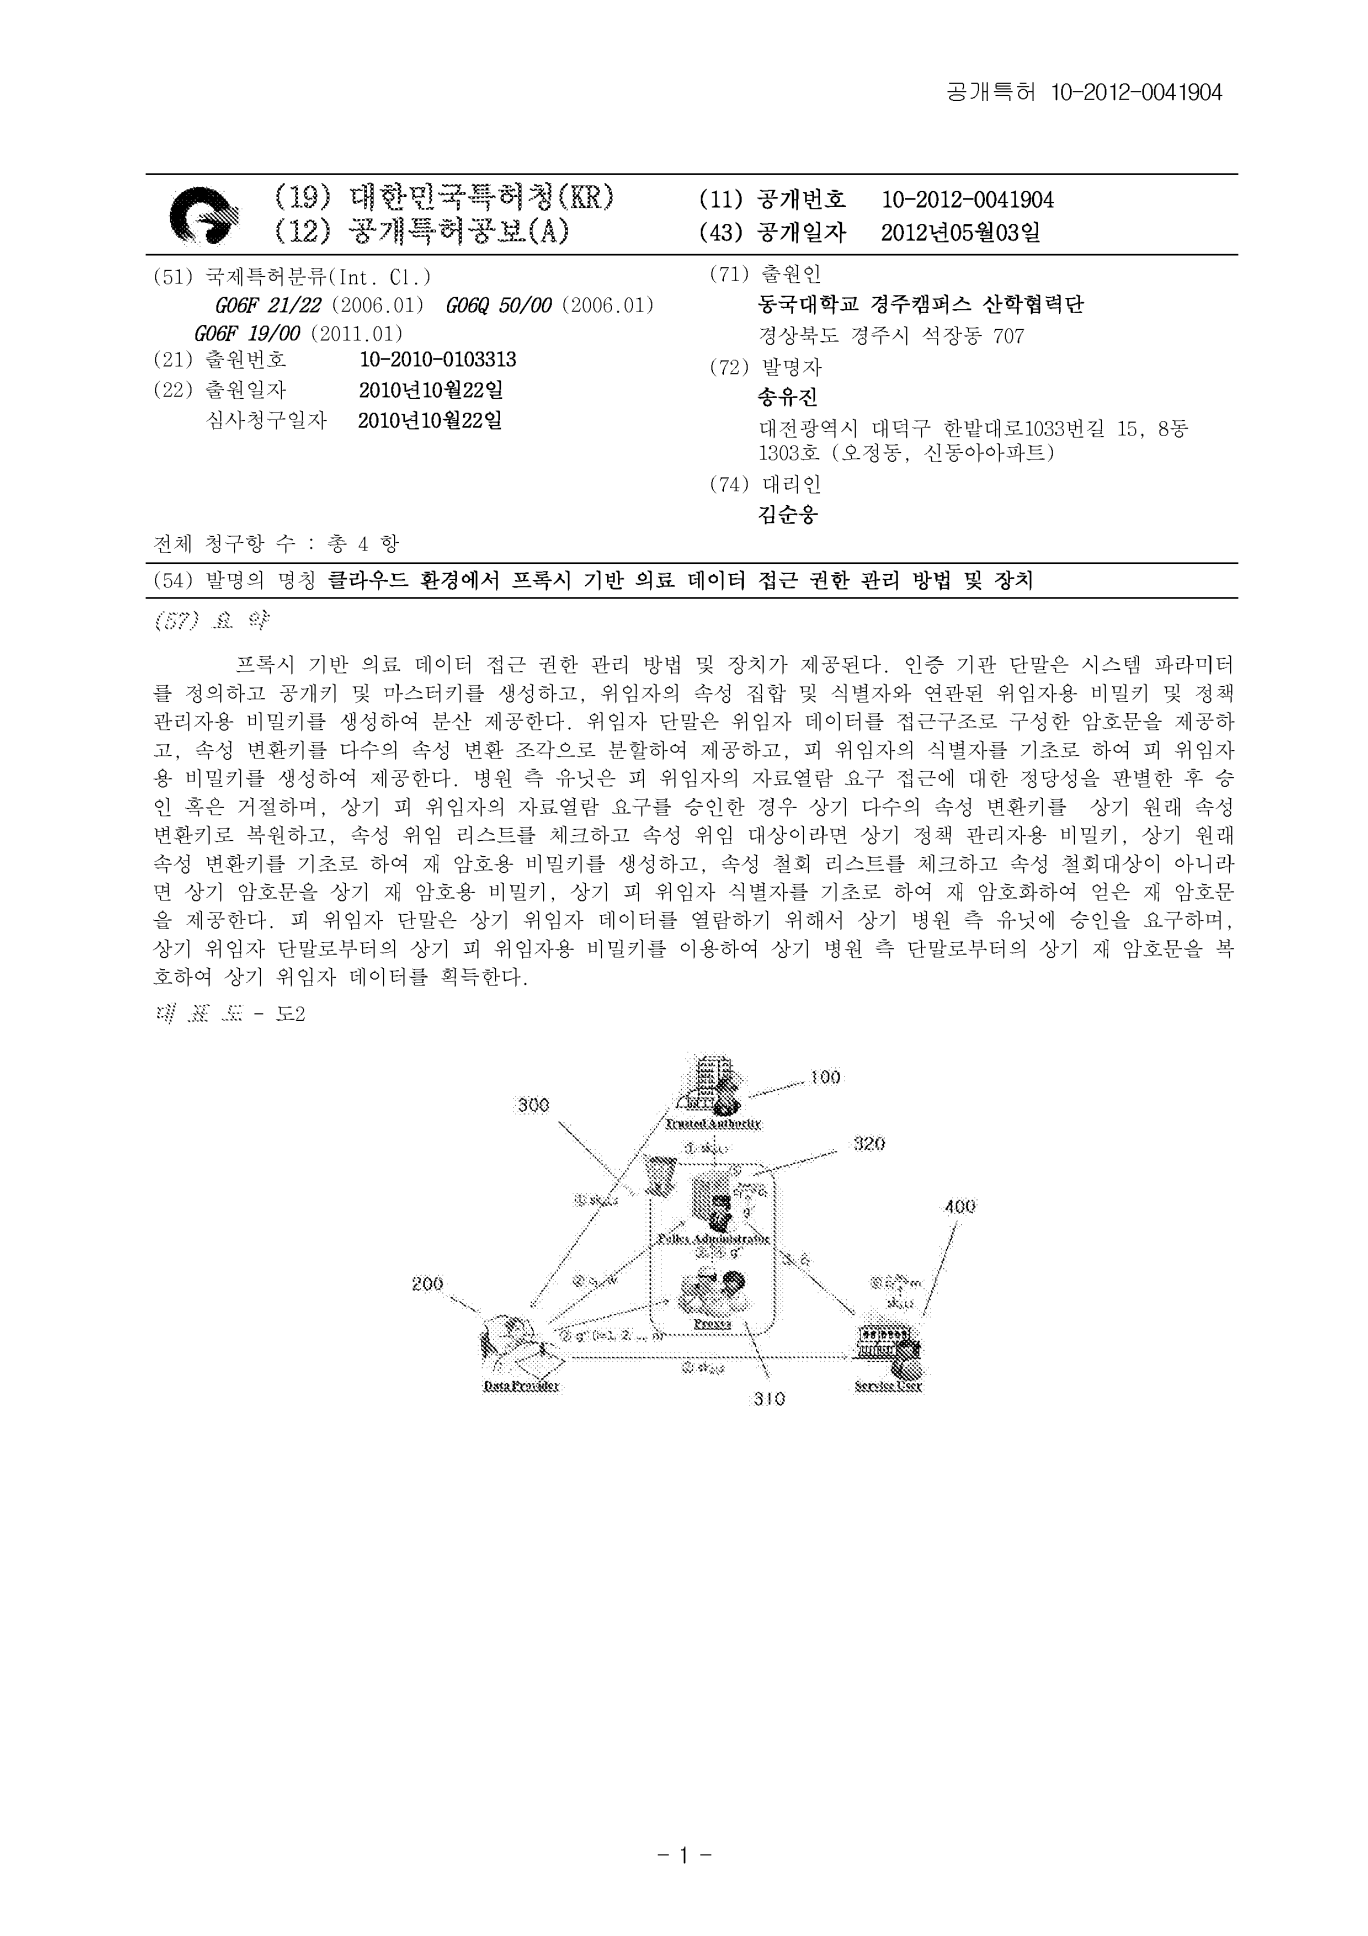 공개특허 10-2012-0041904
(19) 대한민국특허청(KR)
(12) 공개특허공보(A)
(11) 공개번호 10-2012-0041904
(43) 공개일자 2012년05월03일
(51) 국제특허분류(Int. Cl.)
G06F 21/22 (2006.01) G06Q 50/00 (2006.01)
G06F 19/00 (2011.01)
(21) 출원번호 10-2010-0103313
(22) 출원일자 2010년10월22일
심사청구일자 2010년10월22일
전체 청구항 수 : 총 4 항
(71) 출원인
동국대학교 경주캠퍼스 산학협력단
경상북도 경주시 석장동 707
(72) 발명자
송유진
대전광역시 대덕구 한밭대로1033번길 15, 8동
1303호 (오정동, 신동아아파트)
(74) 대리인
김순웅
(54) 발명의 명칭 클라우드 환경에서 프록시 기반 의료 데이터 접근 권한 관리 방법 및 장치
(57) 요 약
프록시 기반 의료 데이터 접근 권한 관리 방법 및 장치가 제공된다. 인증 기관 단말은 시스템 파라미터
를 정의하고 공개키 및 마스터키를 생성하고, 위임자의 속성 집합 및 식별자와 연관된 위임자용 비밀키 및 정책
관리자용 비밀키를 생성하여 분산 제공한다. 위임자 단말은 위임자 데이터를 접근구조로 구성한 암호문을 제공하
고, 속성 변환키를 다수의 속성 변환 조각으로 분할하여 제공하고, 피 위임자의 식별자를 기초로 하여 피 위임자
용 비밀키를 생성하여 제공한다. 병원 측 유닛은 피 위임자의 자료열람 요구 접근에 대한 정당성을 판별한 후 승
인 혹은 거절하며, 상기 피 위임자의 자료열람 요구를 승인한 경우 상기 다수의 속성 변환키를 상기 원래 속성
변환키로 복원하고, 속성 위임 리스트를 체크하고 속성 위임 대상이라면 상기 정책 관리자용 비밀키, 상기 원래
속성 변환키를 기초로 하여 재 암호용 비밀키를 생성하고, 속성 철회 리스트를 체크하고 속성 철회대상이 아니라
면 상기 암호문을 상기 재 암호용 비밀키, 상기 피 위임자 식별자를 기초로 하여 재 암호화하여 얻은 재 암호문
을 제공한다. 피 위임자 단말은 상기 위임자 데이터를 열람하기 위해서 상기 병원 측 유닛에 승인을 요구하며,
상기 위임자 단말로부터의 상기 피 위임자용 비밀키를 이용하여 상기 병원 측 단말로부터의 상기 재 암호문을 복
호하여 상기 위임자 데이터를 획득한다.
대 표 도 - 도2
100
Trusted Authority
300
320
400
Policy Administrator
200
Proxys
Data Provider
Service User
310
- 1 -